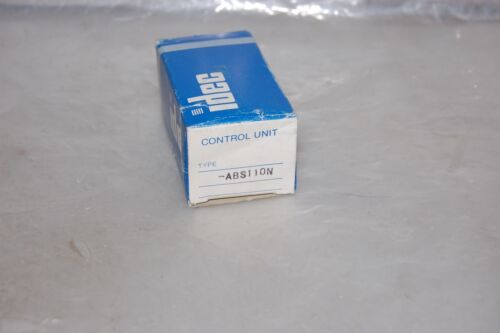 idec
CONTROL UNIT
TYPE
-ABS110N